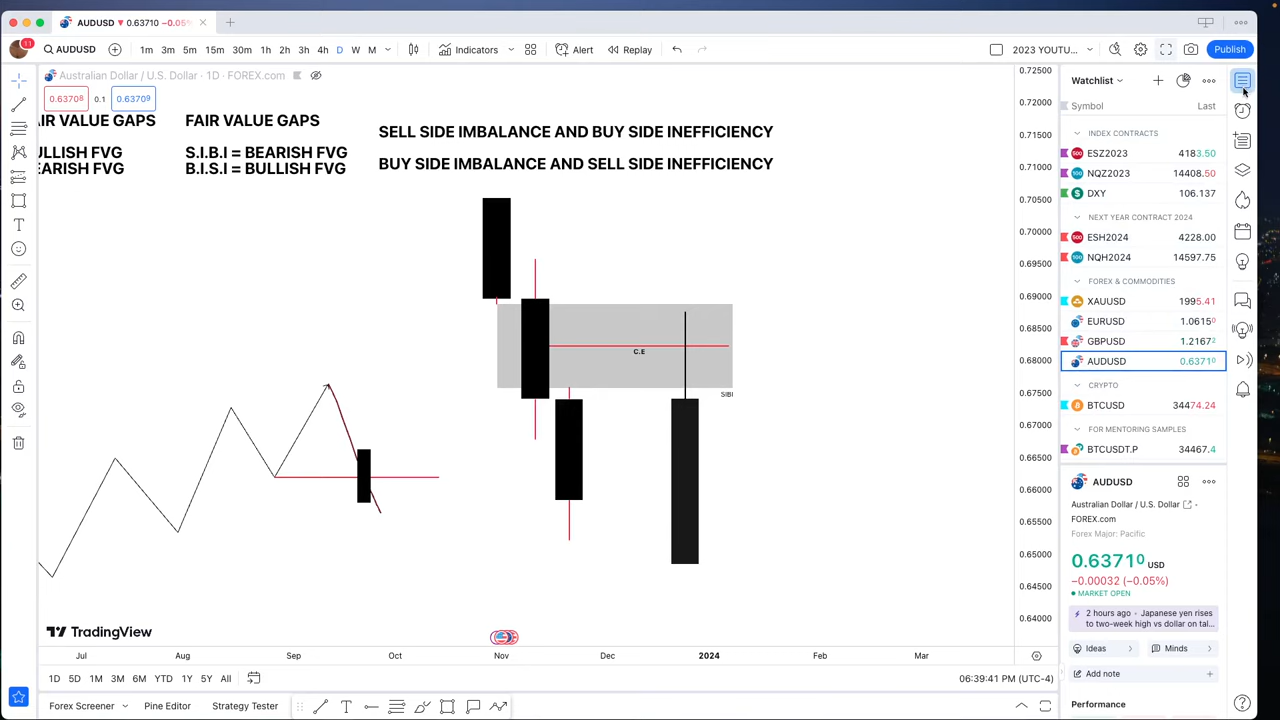 AUDUSD 0.63710 −0.05%
11
AUDUSD
1m 3m 5m 15m 30m 1h 2h 3h 4h D W M
Indicators
Alert
Replay
2023 YOUTU...
Publish
Australian Dollar / U.S. Dollar · 1D · FOREX.com
0.63708 0.1 0.63709
AIR VALUE GAPS
ULLISH FVG
EARISH FVG
FAIR VALUE GAPS
S.I.B.I = BEARISH FVG
B.I.S.I = BULLISH FVG
SELL SIDE IMBALANCE AND BUY SIDE INEFFICIENCY
BUY SIDE IMBALANCE AND SELL SIDE INEFFICIENCY
C.E
SIBI
0.72500
0.72000
0.71500
0.71000
0.70500
0.70000
0.69500
0.69000
0.68500
0.68000
0.67500
0.67000
0.66500
0.66000
0.65500
0.65000
0.64500
0.64000
TradingView
Jul Aug Sep Oct Nov Dec 2024 Feb Mar
1D 5D 1M 3M 6M YTD 1Y 5Y All
06:39:41 PM (UTC-4)
Forex Screener Pine Editor Strategy Tester
Watchlist
Symbol Last
INDEX CONTRACTS
ESZ2023 4183.50
NQZ2023 14408.50
DXY 106.137
NEXT YEAR CONTRACT 2024
ESH2024 4228.00
NQH2024 14597.75
FOREX & COMMODITIES
XAUUSD 1995.41
EURUSD 1.06150
GBPUSD 1.21672
AUDUSD 0.63710
CRYPTO
BTCUSD 34474.24
FOR MENTORING SAMPLES
BTCUSDT.P 34467.4
AUDUSD
Australian Dollar / U.S. Dollar -
FOREX.com
Forex Major: Pacific
0.63710 USD
−0.00032 (−0.05%)
MARKET OPEN
2 hours ago · Japanese yen rises
to two-week high vs dollar on tal...
Ideas Minds
Add note
Performance